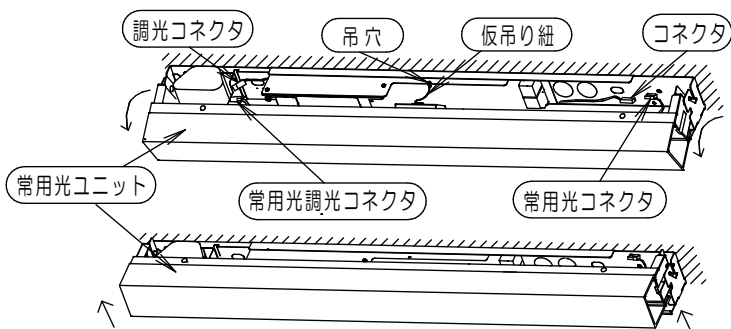 調光コネクタ
吊穴
仮吊り紐
コネクタ
常用光ユニット
常用光調光コネクタ
常用光コネクタ